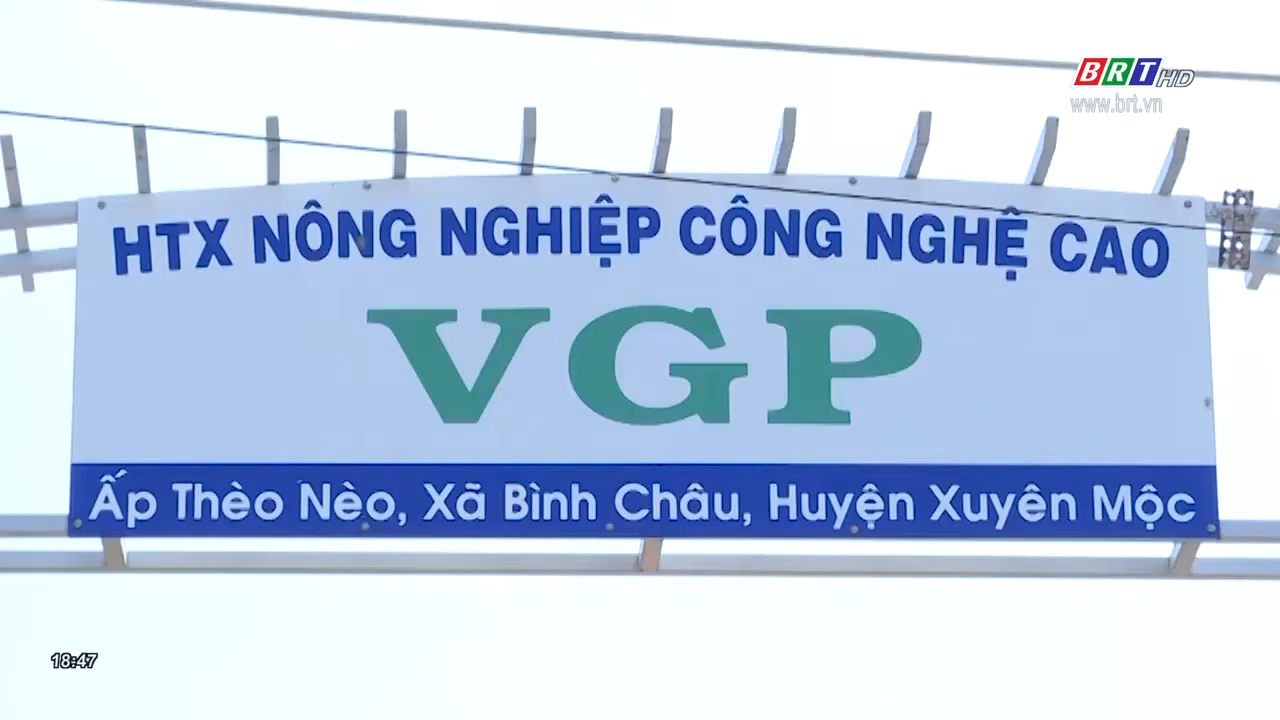 BRT HD
www.brt.vn
HTX NÔNG NGHIỆP CÔNG NGHỆ CAO
VGP
Ấp Thèo Nèo, Xã Bình Châu, Huyện Xuyên Mộc
18:47